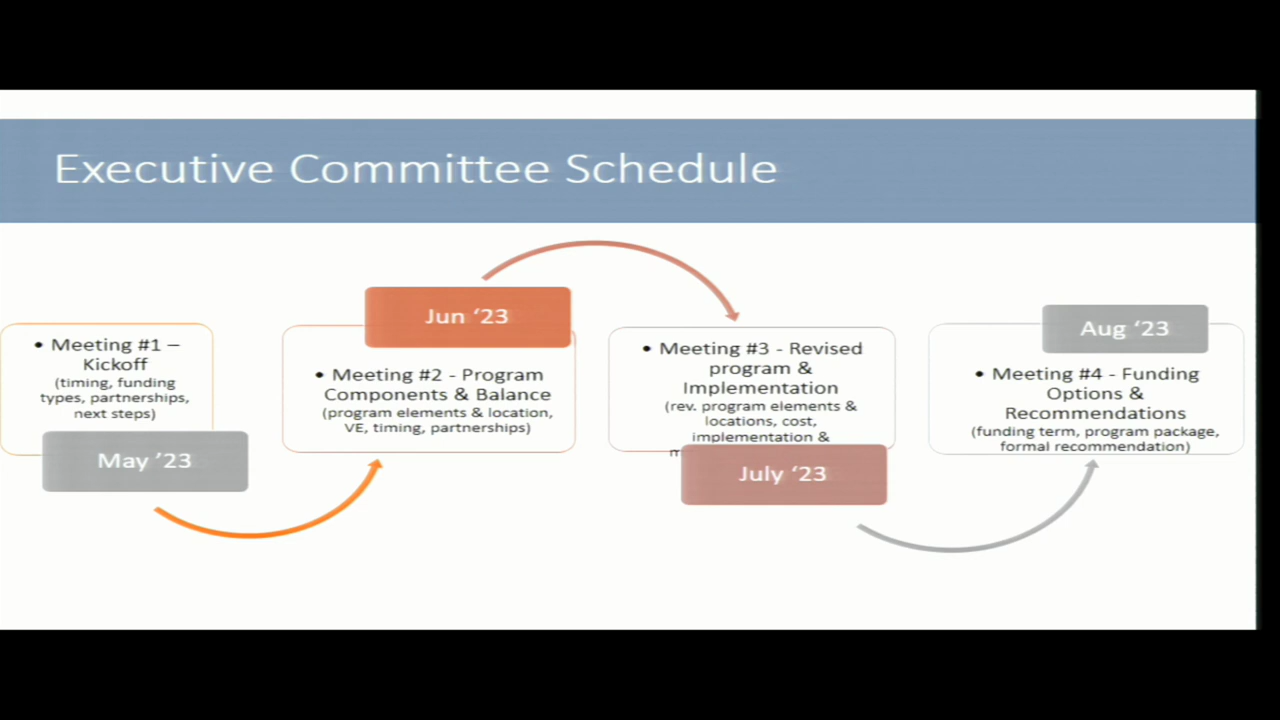 Executive Committee Schedule
• Meeting #1 –
Kickoff
(timing, funding
types, partnerships,
next steps)
May ’23
Jun ‘23
• Meeting #2 - Program
Components & Balance
(program elements & location,
VE, timing, partnerships)
• Meeting #3 - Revised
program &
Implementation
(rev. program elements &
locations, cost,
implementation &
July ‘23
Aug ‘23
• Meeting #4 - Funding
Options &
Recommendations
(funding term, program package,
formal recommendation)